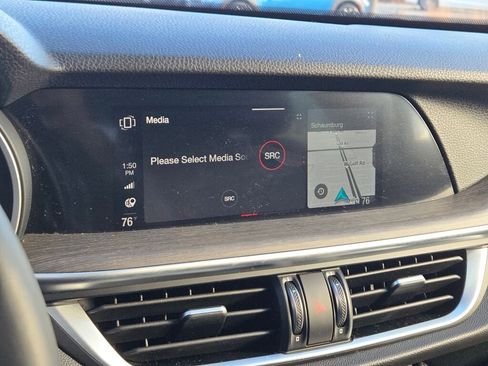 Media
Schaumburg
Please Select Media So
SRC
1:50
PM
SRC
76
76